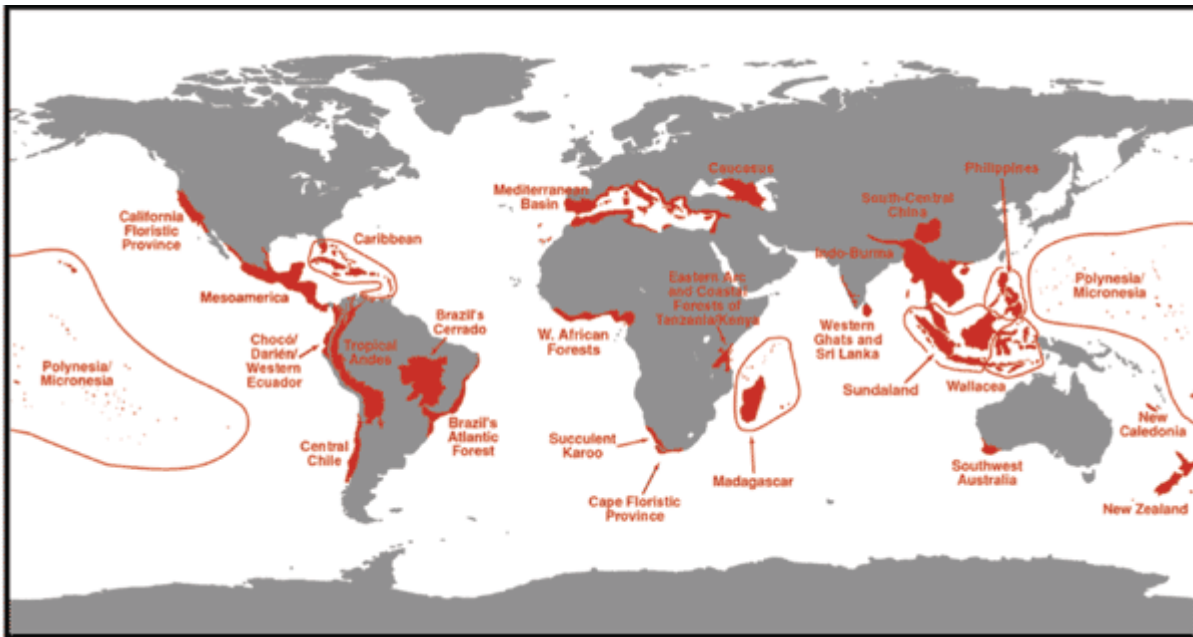 Philippines
Caucasus
Mediterranean
Basin
South-Central
China
California
Floristic
Province
Caribbean
Indo-Burma
Eastern Arc
and Coastal
Forests of
Tanzania/Kenya
Polynesia/
Micronesia
Mesoamerica
Brazil's
Cerrado
W. African
Forests
Western
Ghats and
Sri Lanka
Chocó/
Darién/
Western
Ecuador
Tropical
Andes
Polynesia/
Micronesia
Sundaland
Wallacea
New
Caledonia
Brazil's
Atlantic
Forest
Central
Chile
Succulent
Karoo
Madagascar
Southwest
Australia
Cape Floristic
Province
New Zealand